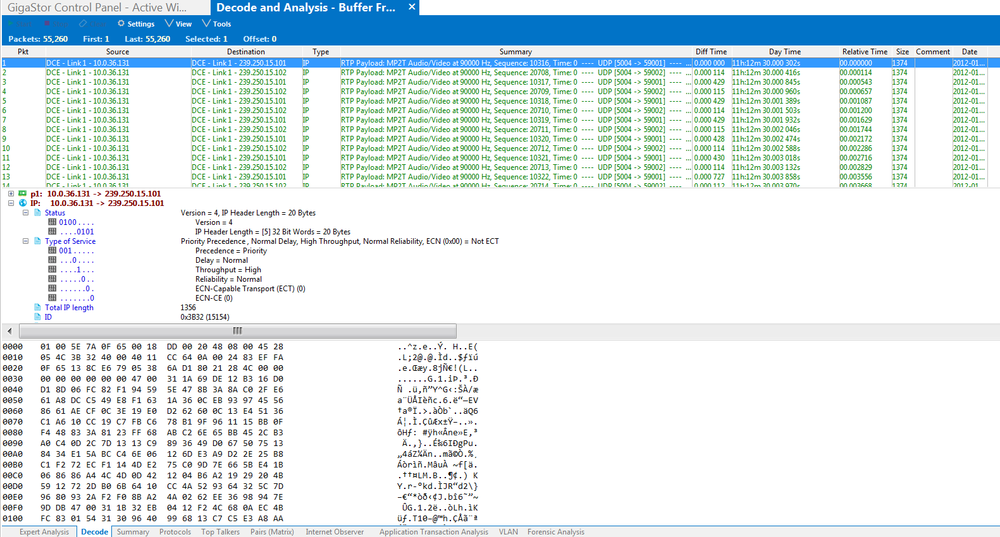 GigaStor Control Panel - Active Wi...
Decode and Analysis - Buffer Fr... ✕
Settings View Tools
Packets: 55,260 First: 1 Last: 55,260 Selected: 1 Offset: 0
Pkt Source Destination Type Summary Diff Time Day Time Relative Time Size Comment Date
1 DCE - Link 1 - 10.0.36.131 DCE - Link 1 - 239.250.15.101 IP RTP Payload: MP2T Audio/Video at 90000 Hz, Sequence: 10316, Time: 0 ---- UDP [5004 -> 59001] ---- ... 0.000 000 11h:12m 30.000 302s 00.000000 1374 2012-01...
2 DCE - Link 1 - 10.0.36.131 DCE - Link 1 - 239.250.15.102 IP RTP Payload: MP2T Audio/Video at 90000 Hz, Sequence: 20708, Time: 0 ---- UDP [5004 -> 59002] ---- ... 0.000 114 11h:12m 30.000 416s 00.000114 1374 2012-01...
3 DCE - Link 1 - 10.0.36.131 DCE - Link 1 - 239.250.15.101 IP RTP Payload: MP2T Audio/Video at 90000 Hz, Sequence: 10317, Time: 0 ---- UDP [5004 -> 59001] ---- ... 0.000 429 11h:12m 30.000 845s 00.000543 1374 2012-01...
4 DCE - Link 1 - 10.0.36.131 DCE - Link 1 - 239.250.15.102 IP RTP Payload: MP2T Audio/Video at 90000 Hz, Sequence: 20709, Time: 0 ---- UDP [5004 -> 59002] ---- ... 0.000 115 11h:12m 30.000 960s 00.000657 1374 2012-01...
5 DCE - Link 1 - 10.0.36.131 DCE - Link 1 - 239.250.15.101 IP RTP Payload: MP2T Audio/Video at 90000 Hz, Sequence: 10318, Time: 0 ---- UDP [5004 -> 59001] ---- ... 0.000 429 11h:12m 30.001 389s 00.001087 1374 2012-01...
6 DCE - Link 1 - 10.0.36.131 DCE - Link 1 - 239.250.15.102 IP RTP Payload: MP2T Audio/Video at 90000 Hz, Sequence: 20710, Time: 0 ---- UDP [5004 -> 59002] ---- ... 0.000 114 11h:12m 30.001 503s 00.001200 1374 2012-01...
7 DCE - Link 1 - 10.0.36.131 DCE - Link 1 - 239.250.15.101 IP RTP Payload: MP2T Audio/Video at 90000 Hz, Sequence: 10319, Time: 0 ---- UDP [5004 -> 59001] ---- ... 0.000 429 11h:12m 30.001 932s 00.001629 1374 2012-01...
8 DCE - Link 1 - 10.0.36.131 DCE - Link 1 - 239.250.15.102 IP RTP Payload: MP2T Audio/Video at 90000 Hz, Sequence: 20711, Time: 0 ---- UDP [5004 -> 59002] ---- ... 0.000 115 11h:12m 30.002 046s 00.001744 1374 2012-01...
9 DCE - Link 1 - 10.0.36.131 DCE - Link 1 - 239.250.15.101 IP RTP Payload: MP2T Audio/Video at 90000 Hz, Sequence: 10320, Time: 0 ---- UDP [5004 -> 59001] ---- ... 0.000 428 11h:12m 30.002 474s 00.002172 1374 2012-01...
10 DCE - Link 1 - 10.0.36.131 DCE - Link 1 - 239.250.15.102 IP RTP Payload: MP2T Audio/Video at 90000 Hz, Sequence: 20712, Time: 0 ---- UDP [5004 -> 59002] ---- ... 0.000 114 11h:12m 30.002 588s 00.002286 1374 2012-01...
11 DCE - Link 1 - 10.0.36.131 DCE - Link 1 - 239.250.15.101 IP RTP Payload: MP2T Audio/Video at 90000 Hz, Sequence: 10321, Time: 0 ---- UDP [5004 -> 59001] ---- ... 0.000 430 11h:12m 30.003 018s 00.002716 1374 2012-01...
12 DCE - Link 1 - 10.0.36.131 DCE - Link 1 - 239.250.15.102 IP RTP Payload: MP2T Audio/Video at 90000 Hz, Sequence: 20713, Time: 0 ---- UDP [5004 -> 59002] ---- ... 0.000 114 11h:12m 30.003 132s 00.002829 1374 2012-01...
13 DCE - Link 1 - 10.0.36.131 DCE - Link 1 - 239.250.15.101 IP RTP Payload: MP2T Audio/Video at 90000 Hz, Sequence: 10322, Time: 0 ---- UDP [5004 -> 59001] ---- ... 0.000 727 11h:12m 30.003 858s 00.003556 1374 2012-01...
14 DCE - Link 1 - 10.0.36.131 DCE - Link 1 - 239.250.15.102 IP RTP Payload: MP2T Audio/Video at 90000 Hz, Sequence: 20714, Time: 0 ---- UDP [5004 -> 59002] ---- ... 0.000 112 11h:12m 30.003 970s 00.003668 1374 2012-01...
p1: 10.0.36.131 -> 239.250.15.101
IP: 10.0.36.131 -> 239.250.15.101
Status Version = 4, IP Header Length = 20 Bytes
0100 . . . . Version = 4
. . . . 0101 IP Header Length = [5] 32 Bit Words = 20 Bytes
Type of Service Priority Precedence , Normal Delay, High Throughput, Normal Reliability, ECN (0x00) = Not ECT
001 . . . . . Precedence = Priority
. . . 0 . . . . Delay = Normal
. . . . 1 . . . Throughput = High
. . . . . 0 . . Reliability = Normal
. . . . . . 0 . ECN-Capable Transport (ECT) (0)
. . . . . . . 0 ECN-CE (0)
Total IP length 1356
ID 0x3B32 (15154)
0000 01 00 5E 7A 0F 65 00 18 DD 00 20 48 08 00 45 28 ..^z.e..Ý. H..E(
0010 05 4C 3B 32 40 00 40 11 CC 64 0A 00 24 83 EF FA .L;2@.@.Ìd..$ƒïú
0020 0F 65 13 8C E6 79 05 38 6A D1 80 21 28 4C 00 00 .e.Œæy.8jÑ€!(L..
0030 00 00 00 00 00 00 47 00 31 1A 69 DE 12 B3 16 D0 ......G.1.iÞ.³.Ð
0040 D1 8D 06 FC 82 F1 94 59 5E 47 8B 3A 8A C0 2F E6 Ñ .ü‚ñ”Y^G‹:ŠÀ/æ
0050 61 A8 DC C5 49 E8 F1 63 1A 36 0C EB 93 97 45 56 a¨ÜÅIèñc.6.ë“—EV
0060 86 61 AE CF 0C 3E 19 E0 D2 62 60 0C 13 E4 51 36 †a®Ï.>.àÒb`..äQ6
0070 C1 A6 10 CC 19 C7 FB C6 78 B1 9F 96 11 15 BB 0F Á¦.Ì.ÇûÆx±Ÿ–..».
0080 F4 48 83 3A 81 23 FF 68 AB C2 6E 65 BB 45 2C B3 ôHƒ: #ÿh«Âne»E,³
0090 A0 C4 0D 2C 7D 13 13 C9 89 36 49 D0 67 50 75 13 Ä.,}..É‰6IÐgPu.
00A0 84 34 E1 5A BC C4 6E 06 12 6D E3 A9 D2 2E 25 B8 „4áZ¼Än..mã©Ò.%¸
00B0 C1 F2 72 EC F1 14 4D E2 75 C0 9D 7E 66 5B E4 1B Áòrìñ.MâuÀ ~f[ä.
00C0 06 86 86 A4 4C 4D 0D 42 12 04 B6 A2 19 29 20 4B .††¤LM.B..¶¢.) K
00D0 59 12 72 2D B0 6B 64 10 CC 4A 52 93 64 32 5C 7D Y.r-°kd.ÌJR“d2\}
00E0 96 80 93 2A F2 F0 8B A2 4A 02 62 EE 36 98 94 7E –€“*òð‹¢J.bî6˜”~
00F0 9D DB 47 00 31 1B 32 EB 04 12 F2 4C 68 0A EC 4B ÛG.1.2ë..òLh.ìK
0100 FC 83 01 54 31 30 96 40 99 68 13 C7 C5 E3 A8 AA üƒ.T10–@™h.ÇÅã¨ª
Expert Analysis Decode Summary Protocols Top Talkers Pairs (Matrix) Internet Observer Application Transaction Analysis VLAN Forensic Analysis